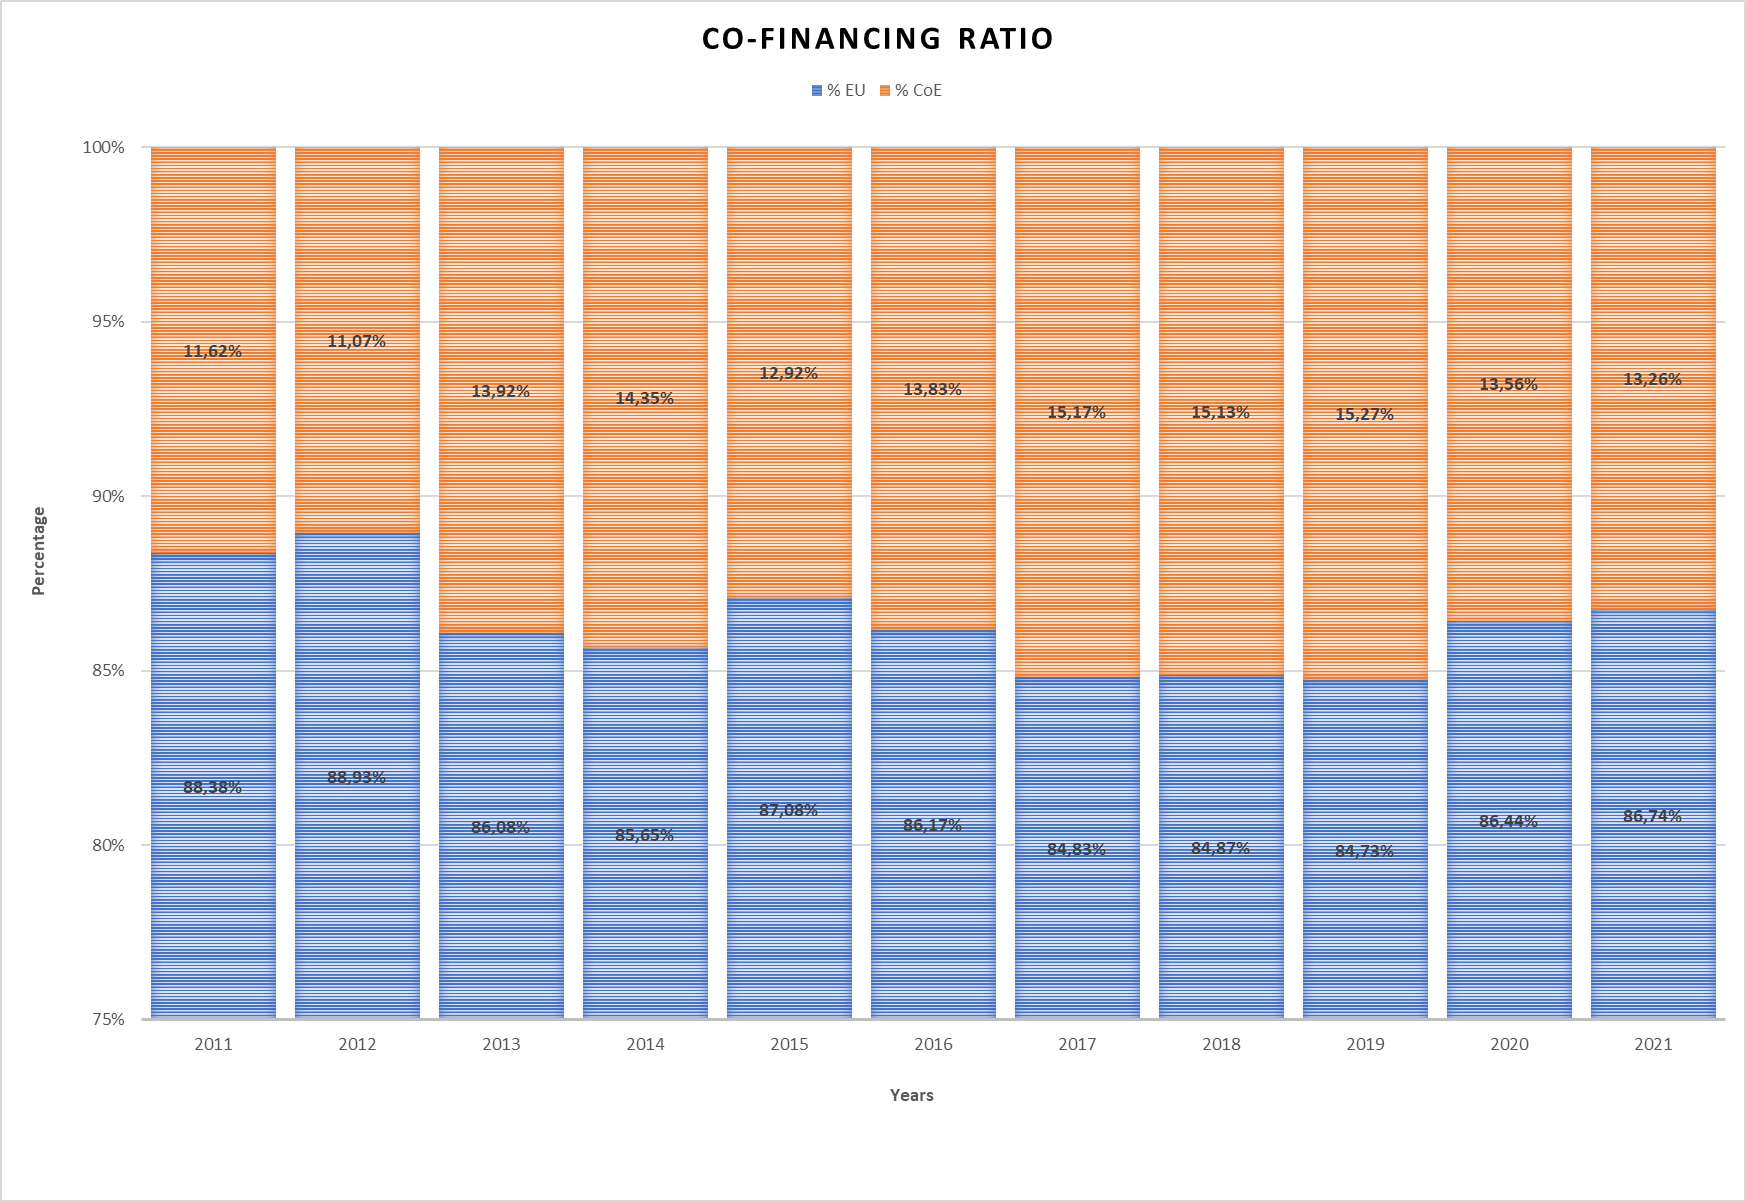 CO-FINANCING RATIO
% EU % CoE
100%
95%
90%
85%
80%
75%
Percentage
11,62% 11,07% 13,92% 14,35% 12,92% 13,83% 15,17% 15,13% 15,27% 13,56% 13,26%
88,38% 88,93% 86,08% 85,65% 87,08% 86,17% 84,83% 84,87% 84,73% 86,44% 86,74%
2011 2012 2013 2014 2015 2016 2017 2018 2019 2020 2021
Years